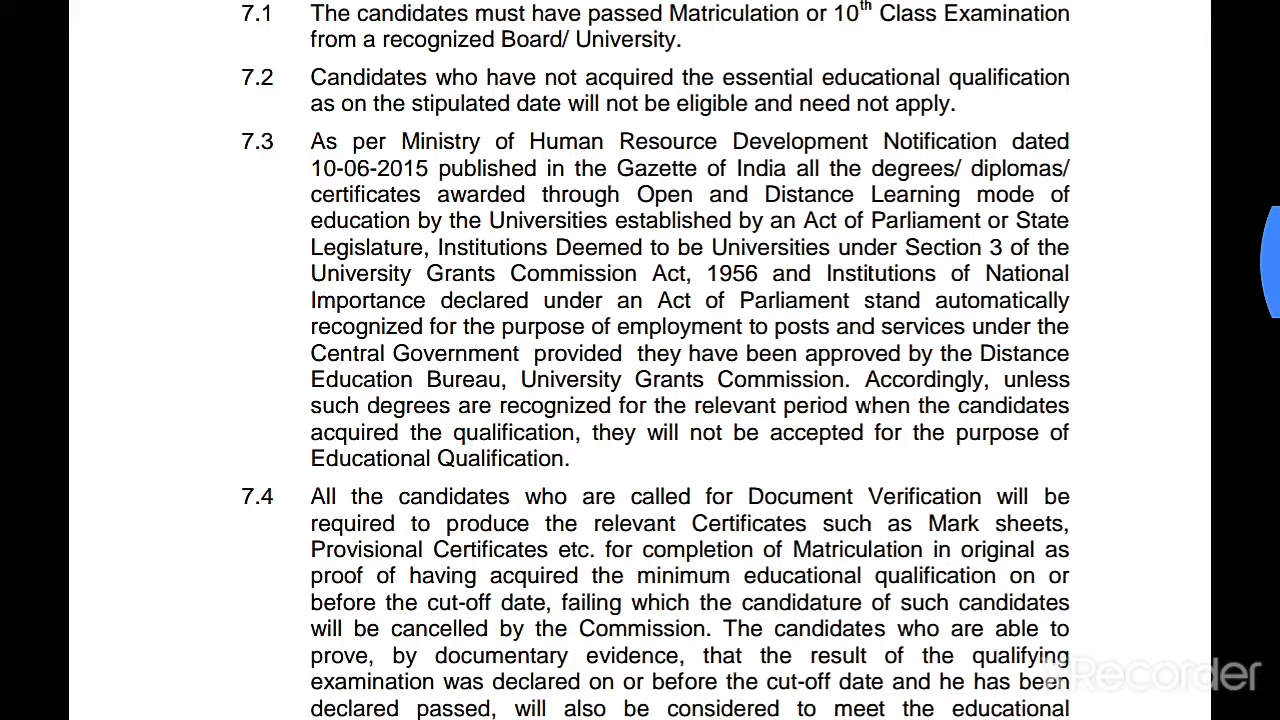 7.1 The candidates must have passed Matriculation or 10th Class Examination
from a recognized Board/ University.
7.2 Candidates who have not acquired the essential educational qualification
as on the stipulated date will not be eligible and need not apply.
7.3 As per Ministry of Human Resource Development Notification dated
10-06-2015 published in the Gazette of India all the degrees/ diplomas/
certificates awarded through Open and Distance Learning mode of
education by the Universities established by an Act of Parliament or State
Legislature, Institutions Deemed to be Universities under Section 3 of the
University Grants Commission Act, 1956 and Institutions of National
Importance declared under an Act of Parliament stand automatically
recognized for the purpose of employment to posts and services under the
Central Government provided they have been approved by the Distance
Education Bureau, University Grants Commission. Accordingly, unless
such degrees are recognized for the relevant period when the candidates
acquired the qualification, they will not be accepted for the purpose of
Educational Qualification.
7.4 All the candidates who are called for Document Verification will be
required to produce the relevant Certificates such as Mark sheets,
Provisional Certificates etc. for completion of Matriculation in original as
proof of having acquired the minimum educational qualification on or
before the cut-off date, failing which the candidature of such candidates
will be cancelled by the Commission. The candidates who are able to
prove, by documentary evidence, that the result of the qualifying
examination was declared on or before the cut-off date and he has been
declared passed, will also be considered to meet the educational
Recorder